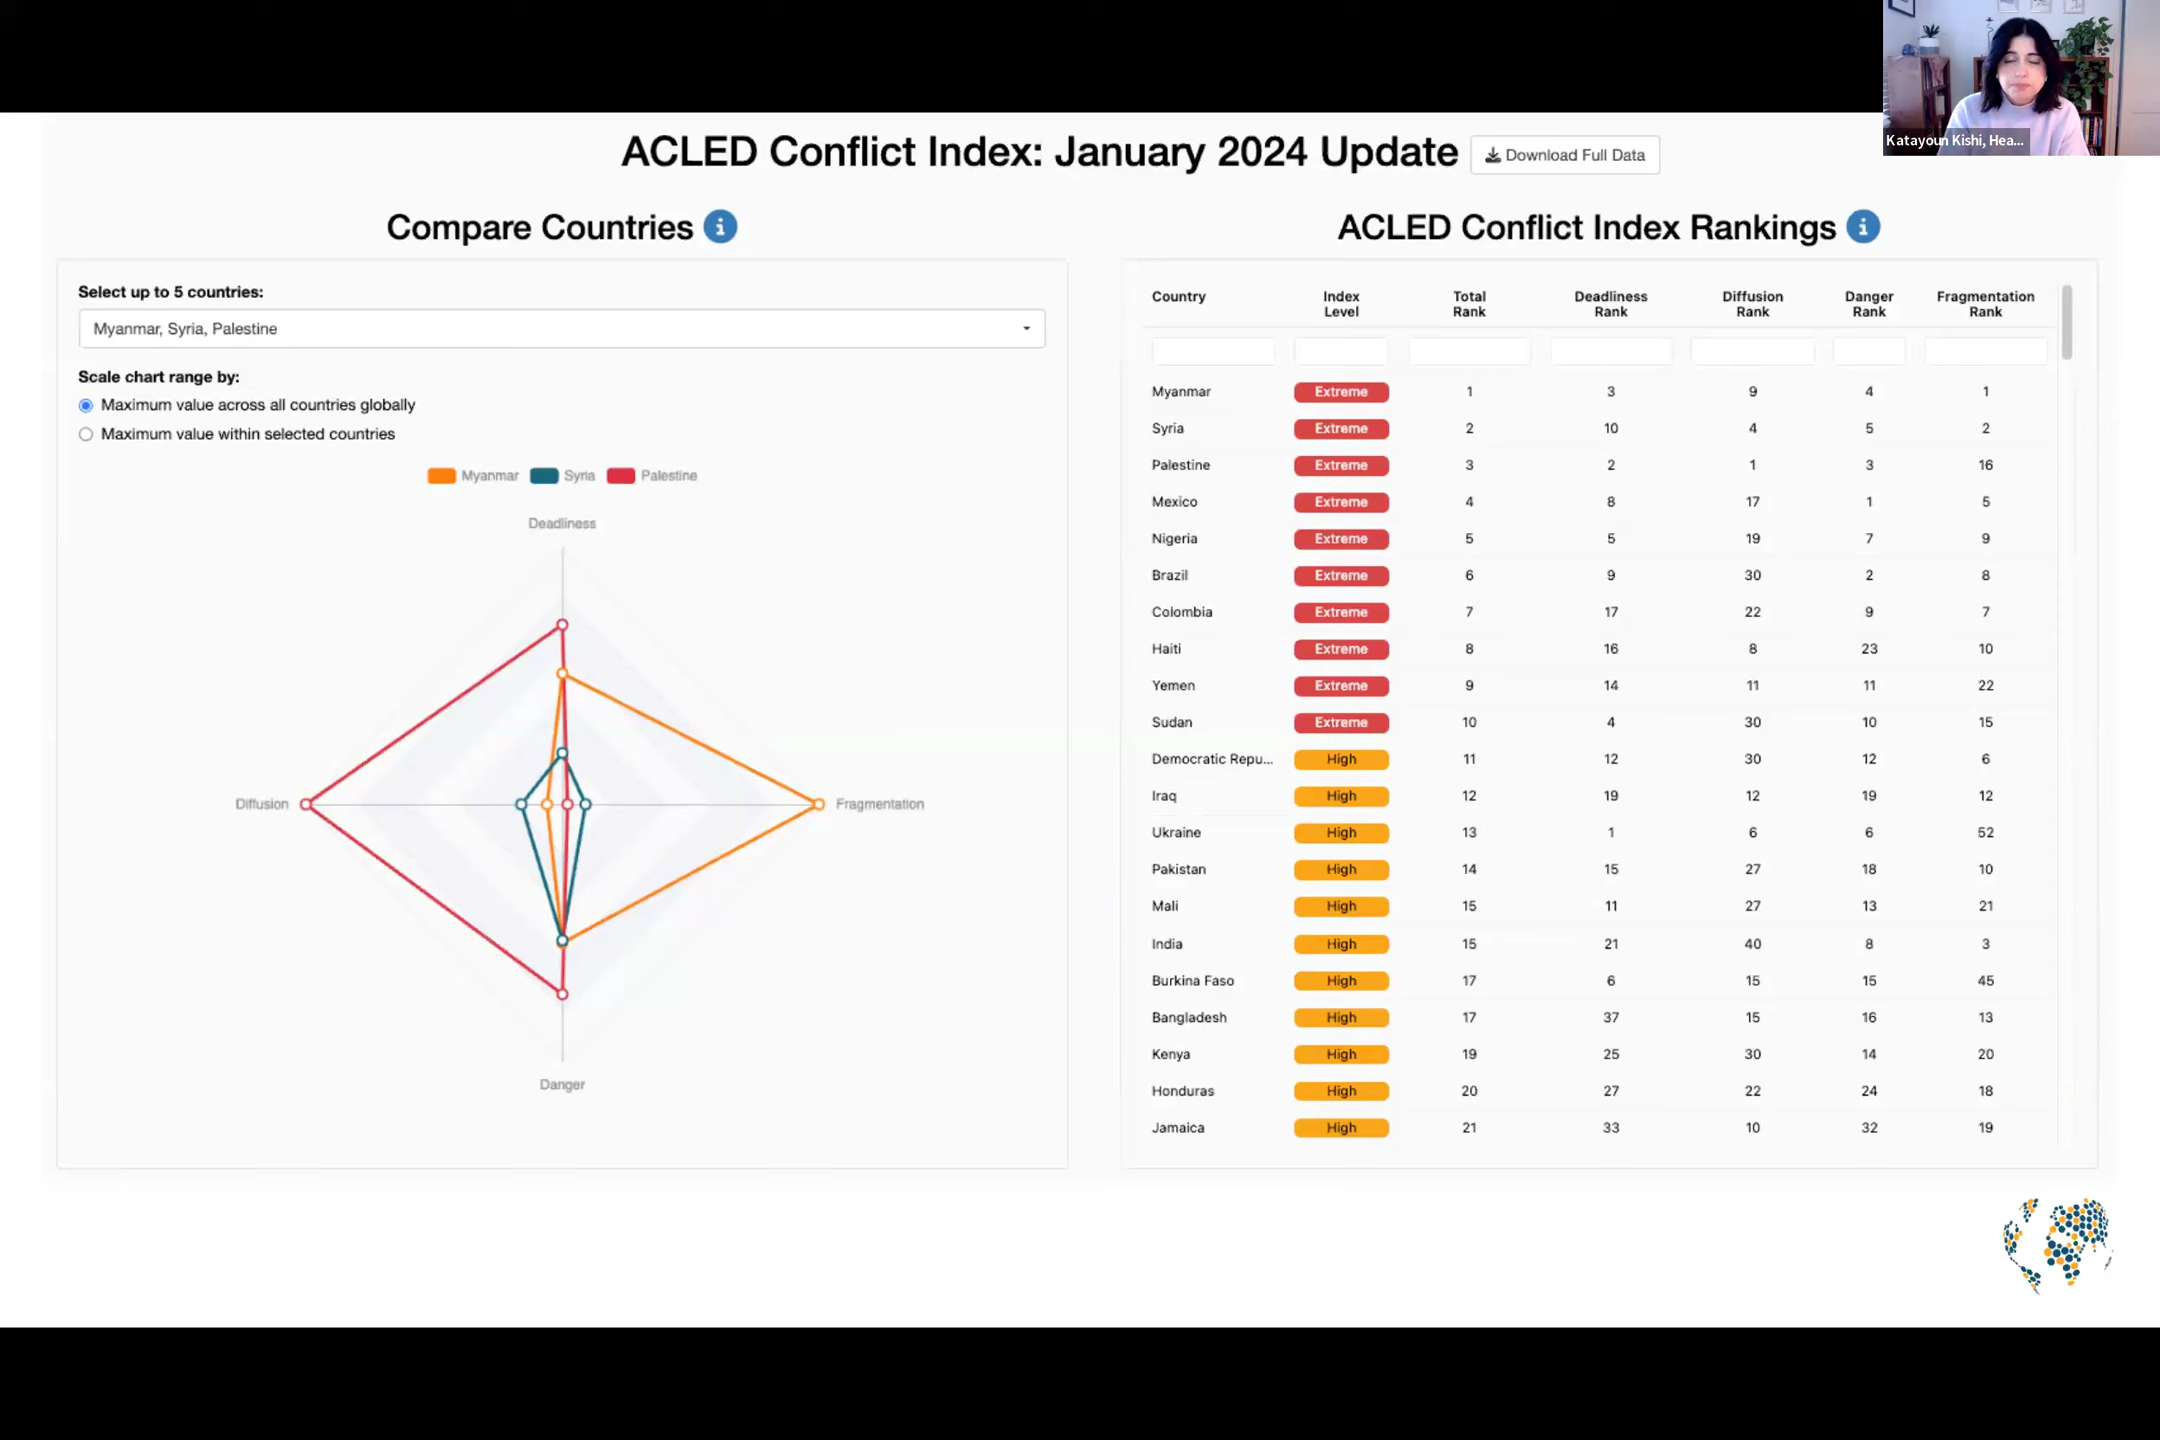 Katayoun Kishi, Hea...
ACLED Conflict Index: January 2024 Update
Download Full Data
Compare Countries
Select up to 5 countries:
Myanmar, Syria, Palestine
Scale chart range by:
Maximum value across all countries globally
Maximum value within selected countries
Myanmar Syria Palestine
Deadliness
Diffusion
Fragmentation
Danger
ACLED Conflict Index Rankings
Country Index Level Total Rank Deadliness Rank Diffusion Rank Danger Rank Fragmentation Rank
Myanmar Extreme 1 3 9 4 1
Syria Extreme 2 10 4 5 2
Palestine Extreme 3 2 1 3 16
Mexico Extreme 4 8 17 1 5
Nigeria Extreme 5 5 19 7 9
Brazil Extreme 6 9 30 2 8
Colombia Extreme 7 17 22 9 7
Haiti Extreme 8 16 8 23 10
Yemen Extreme 9 14 11 11 22
Sudan Extreme 10 4 30 10 15
Democratic Repu... High 11 12 30 12 6
Iraq High 12 19 12 19 12
Ukraine High 13 1 6 6 52
Pakistan High 14 15 27 18 10
Mali High 15 11 27 13 21
India High 15 21 40 8 3
Burkina Faso High 17 6 15 15 45
Bangladesh High 17 37 15 16 13
Kenya High 19 25 30 14 20
Honduras High 20 27 22 24 18
Jamaica High 21 33 10 32 19